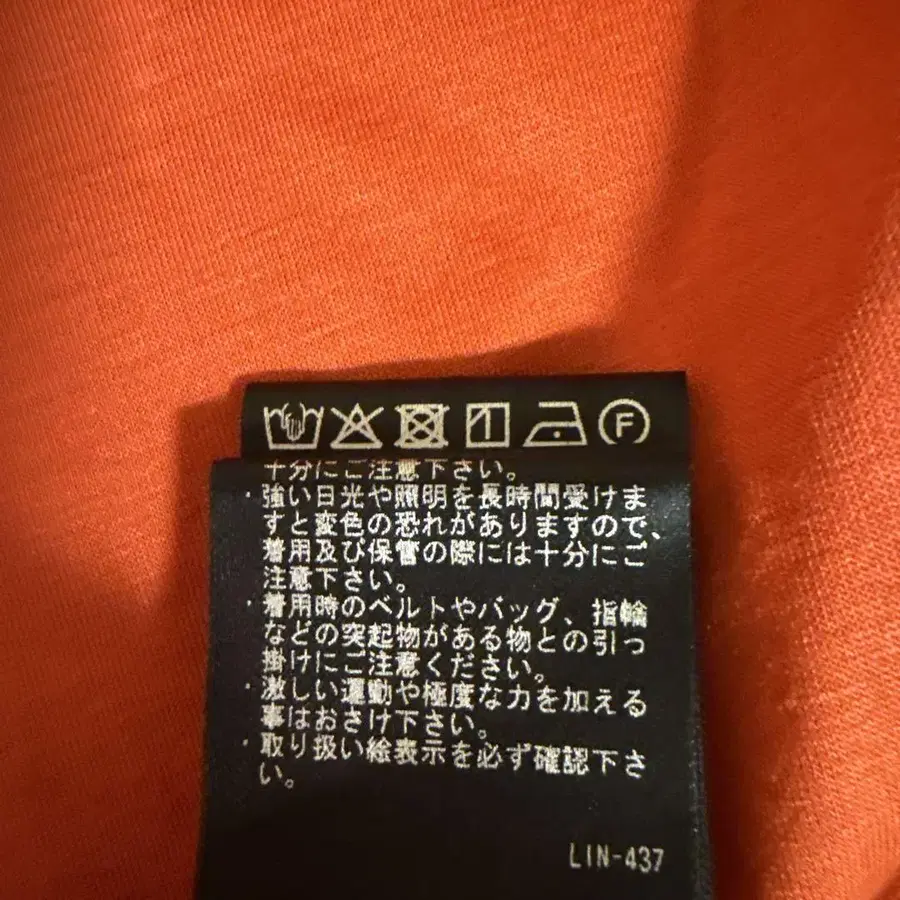 F
十分にご注意下さい。
・強い日光や照明を長時間受けま
すと変色の恐れがありますので、
着用及び保管の際には十分にご
注意下さい。
・着用時のベルトやバッグ、指輪
などの突起物がある物との引っ
掛けにご注意ください。
・激しい運動や極度な力を加える
事はおさけ下さい。
・取り扱い絵表示を必ず確認下さ
い。
LIN-437